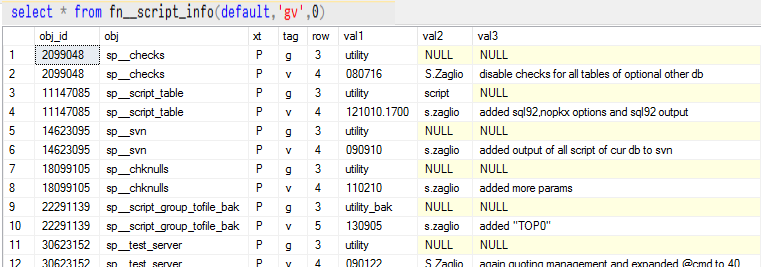 select * from fn__script_info(default,'gv',0)
obj_id obj xt tag row val1 val2 val3
1 2099048 sp__checks P g 3 utility NULL NULL
2 2099048 sp__checks P v 4 080716 S.Zaglio disable checks for all tables of optional other db
3 11147085 sp__script_table P g 3 utility script NULL
4 11147085 sp__script_table P v 4 121010.1700 s.zaglio added sql92,nopkx options and sql92 output
5 14623095 sp__svn P g 3 utility NULL NULL
6 14623095 sp__svn P v 4 090910 s.zaglio added output of all script of cur db to svn
7 18099105 sp__chknulls P g 3 utility NULL NULL
8 18099105 sp__chknulls P v 4 110210 s.zaglio added more params
9 22291139 sp__script_group_tofile_bak P g 3 utility_bak NULL NULL
10 22291139 sp__script_group_tofile_bak P v 5 130905 s.zaglio added "TOP0"
11 30623152 sp__test_server P g 3 utility NULL NULL
12 30623152 sp__test_server P v 4 090122 S.Zaglio again quoting management and expanded @cmd to 40